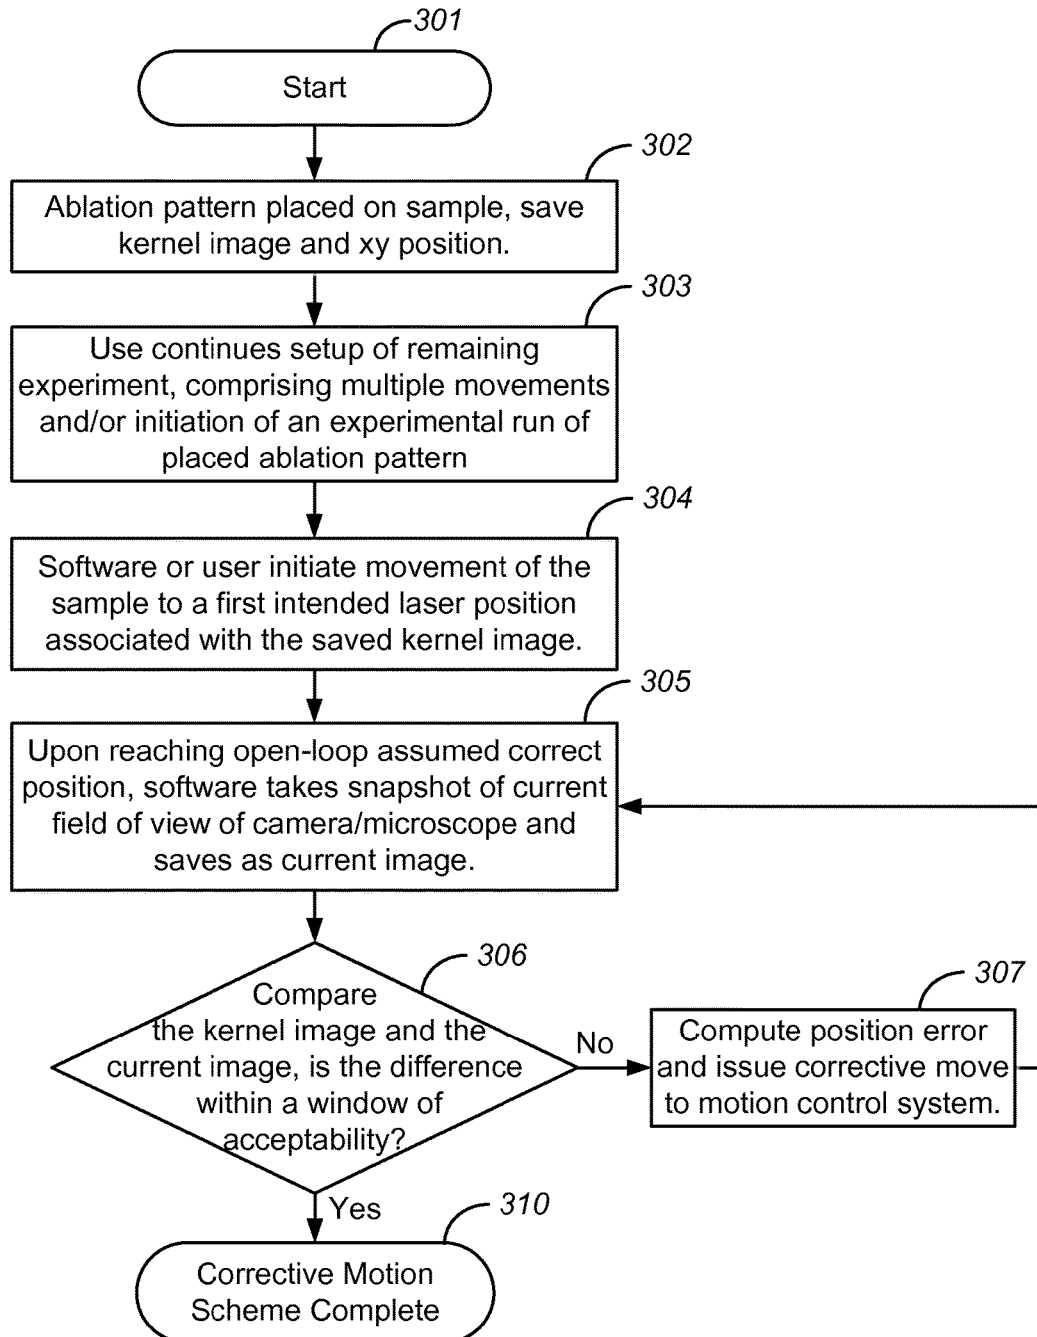 301
Start
302
Ablation pattern placed on sample, save
kernel image and xy position.
303
Use continues setup of remaining
experiment, comprising multiple movements
and/or initiation of an experimental run of
placed ablation pattern
304
Software or user initiate movement of the
sample to a first intended laser position
associated with the saved kernel image.
305
Upon reaching open-loop assumed correct
position, software takes snapshot of current
field of view of camera/microscope and
saves as current image.
306
Compare
the kernel image and the
current image, is the difference
within a window of
acceptability?
No
307
Compute position error
and issue corrective move
to motion control system.
Yes
310
Corrective Motion
Scheme Complete